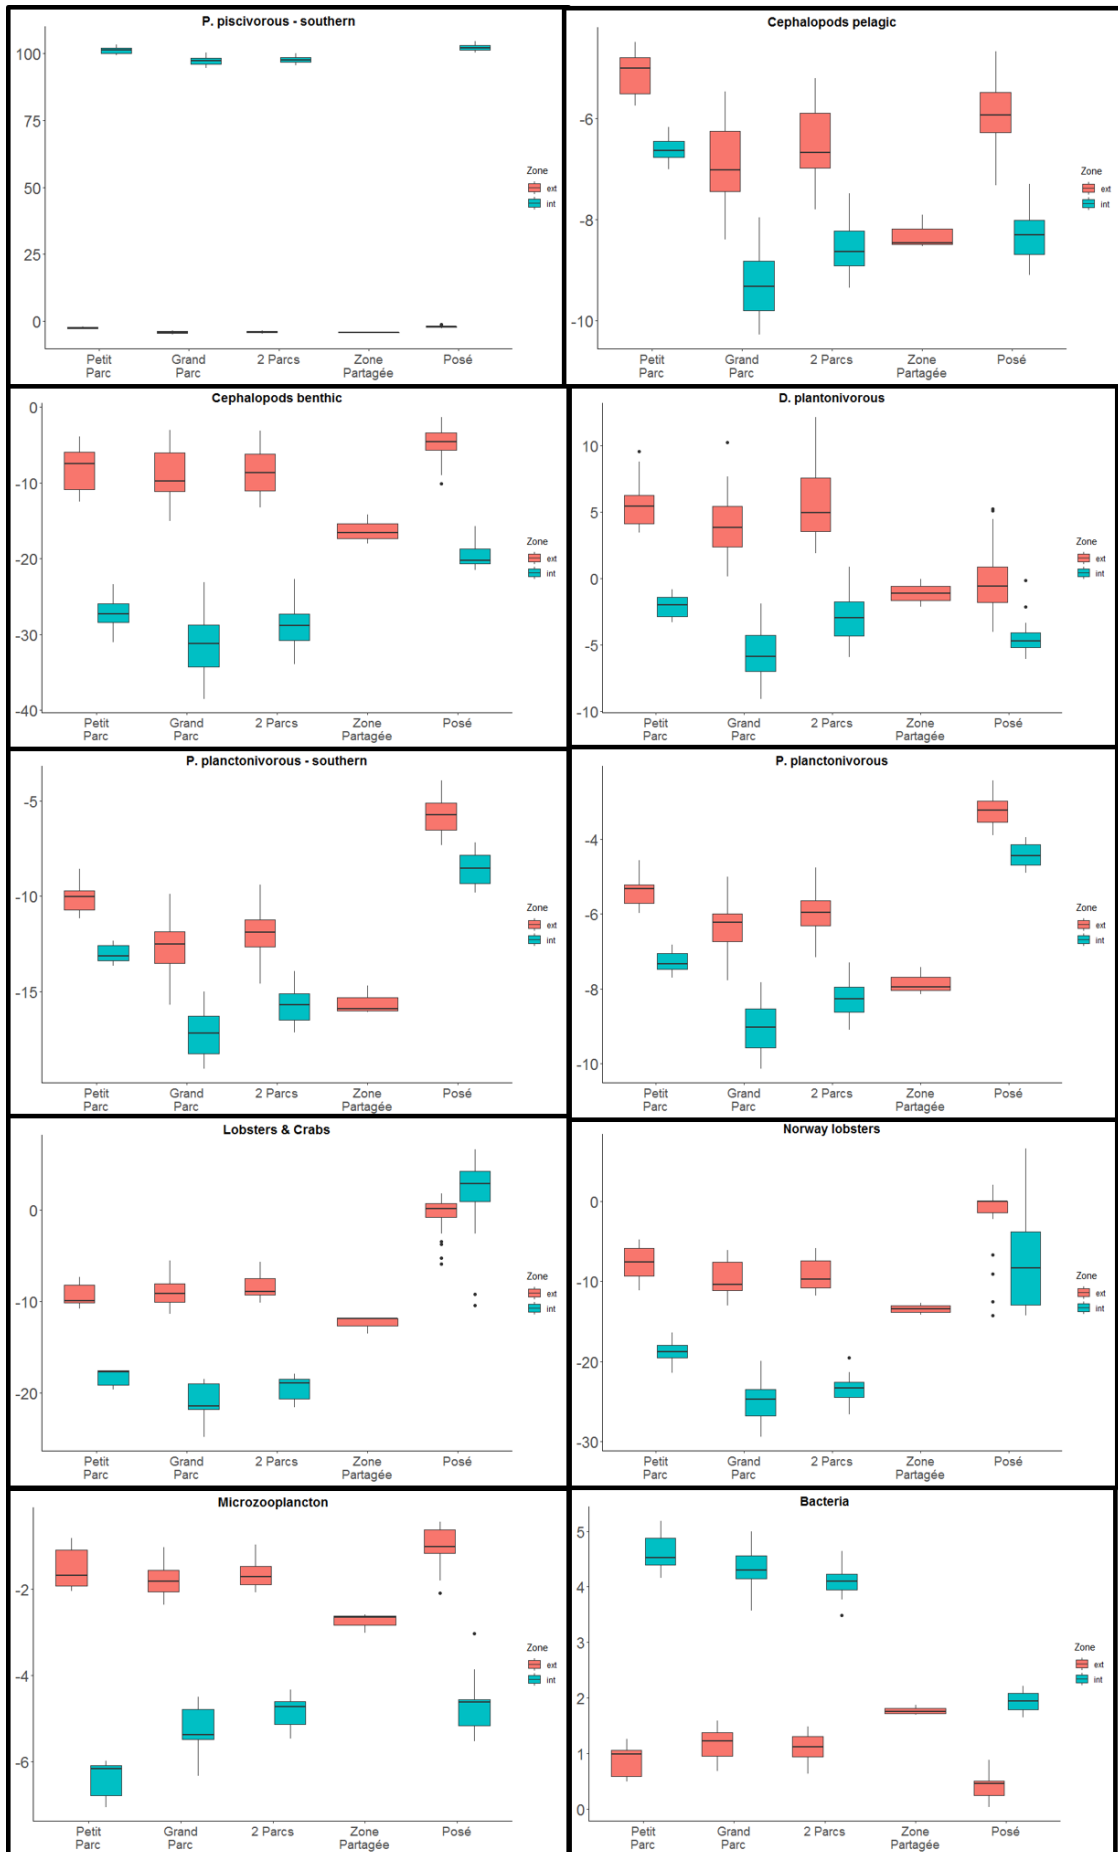 P. piscivorous - southern
100
75
50
25
0
Petit
Parc
Grand
Parc
2 Parcs
Zone
Partagée
Posé
Zone
ext
int
Cephalopods pelagic
-6
-8
-10
Petit
Parc
Grand
Parc
2 Parcs
Zone
Partagée
Posé
Zone
ext
int
Cephalopods benthic
0
-10
-20
-30
-40
Petit
Parc
Grand
Parc
2 Parcs
Zone
Partagée
Posé
Zone
ext
int
D. plantonivorous
10
5
0
-5
-10
Petit
Parc
Grand
Parc
2 Parcs
Zone
Partagée
Posé
Zone
ext
int
P. planctonivorous - southern
-5
-10
-15
Petit
Parc
Grand
Parc
2 Parcs
Zone
Partagée
Posé
Zone
ext
int
P. planctonivorous
-4
-6
-8
-10
Petit
Parc
Grand
Parc
2 Parcs
Zone
Partagée
Posé
Zone
ext
int
Lobsters & Crabs
0
-10
-20
Petit
Parc
Grand
Parc
2 Parcs
Zone
Partagée
Posé
Zone
ext
int
Norway lobsters
0
-10
-20
-30
Petit
Parc
Grand
Parc
2 Parcs
Zone
Partagée
Posé
Zone
ext
int
Microzooplancton
-2
-4
-6
Petit
Parc
Grand
Parc
2 Parcs
Zone
Partagée
Posé
Zone
ext
int
Bacteria
5
4
3
2
1
0
Petit
Parc
Grand
Parc
2 Parcs
Zone
Partagée
Posé
Zone
ext
int